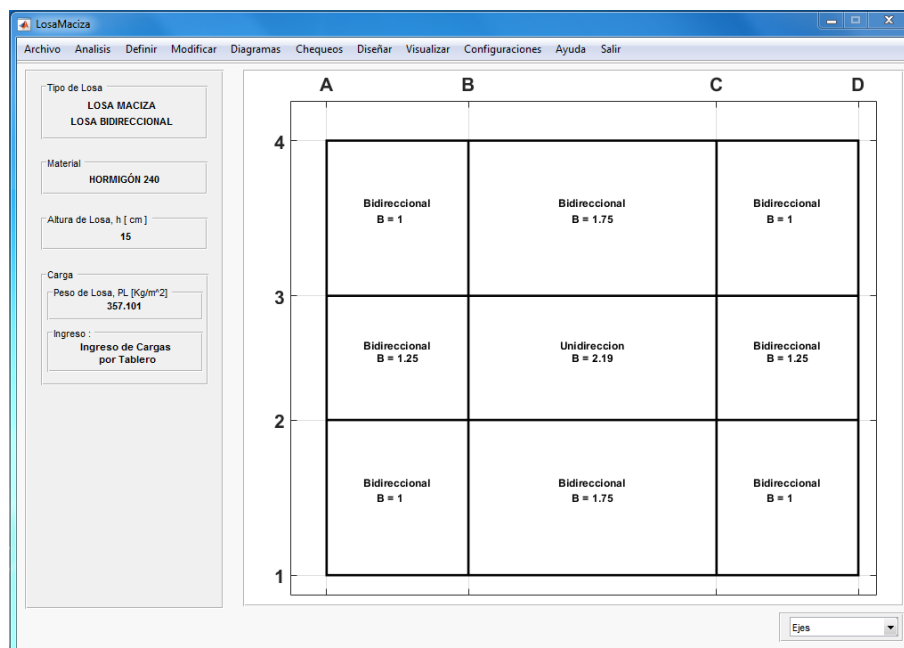 LosaMaciza
Archivo Analisis Definir Modificar Diagramas Chequeos Diseñar Visualizar Configuraciones Ayuda Salir
Tipo de Losa
LOSA MACIZA
LOSA BIDIRECCIONAL
Material
HORMIGÓN 240
Altura de Losa, h [ cm ]
15
Carga
Peso de Losa, PL [Kg/m^2]
357.101
Ingreso :
Ingreso de Cargas
por Tablero
A B C D
4
Bidireccional Bidireccional Bidireccional
B = 1 B = 1.75 B = 1
3
Bidireccional Unidireccion Bidireccional
B = 1.25 B = 2.19 B = 1.25
2
Bidireccional Bidireccional Bidireccional
B = 1 B = 1.75 B = 1
1
Ejes